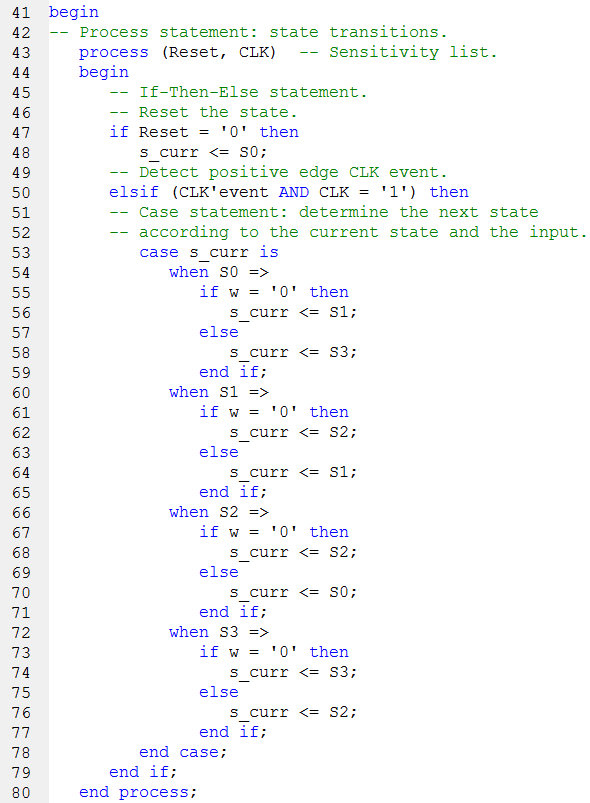 41 begin
42 -- Process statement: state transitions.
43    process (Reset, CLK)  -- Sensitivity list.
44    begin
45       -- If-Then-Else statement.
46       -- Reset the state.
47       if Reset = '0' then
48          s_curr <= S0;
49       -- Detect positive edge CLK event.
50       elsif (CLK'event AND CLK = '1') then
51       -- Case statement: determine the next state
52       -- according to the current state and the input.
53          case s_curr is
54             when S0 =>
55                if w = '0' then
56                   s_curr <= S1;
57                else
58                   s_curr <= S3;
59                end if;
60             when S1 =>
61                if w = '0' then
62                   s_curr <= S2;
63                else
64                   s_curr <= S1;
65                end if;
66             when S2 =>
67                if w = '0' then
68                   s_curr <= S2;
69                else
70                   s_curr <= S0;
71                end if;
72             when S3 =>
73                if w = '0' then
74                   s_curr <= S3;
75                else
76                   s_curr <= S2;
77                end if;
78          end case;
79       end if;
80    end process;